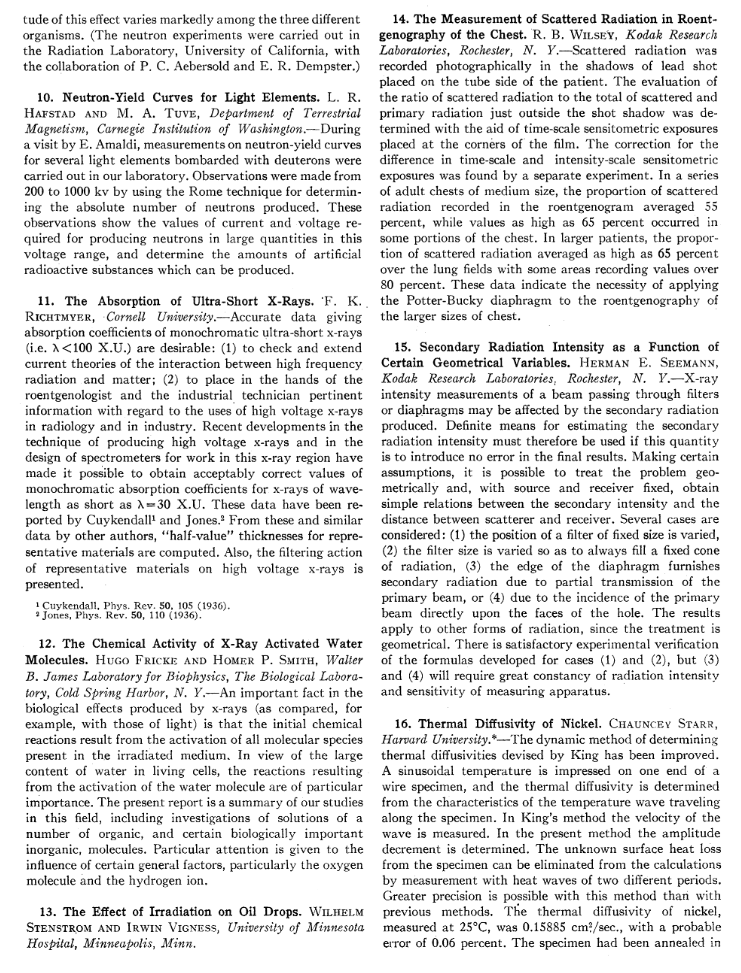 tude of this effect varies markedly among the three different
organisms. (The neutron experiments were carried out in
the Radiation Laboratory, University of California, with
the collaboration of P. C. Aebersold and E. R. Dempster.)
10. Neutron-Yield Curves for Light Elements. L. R.
HAFSTAD AND M. A. TUVE, Department of Terrestrial
Magnetism, Carnegie Institution of Washington.—During
a visit by E. Amaldi, measurements on neutron-yield curves
for several light elements bombarded with deuterons were
carried out in our laboratory. Observations were made from
200 to 1000 kv by using the Rome technique for determin-
ing the absolute number of neutrons produced. These
observations show the values of current and voltage re-
quired for producing neutrons in large quantities in this
voltage range, and determine the amounts of artificial
radioactive substances which can be produced.
11. The Absorption of Ultra-Short X-Rays. F. K.
RICHTMYER, Cornell University.—Accurate data giving
absorption coefficients of monochromatic ultra-short x-rays
(i.e. λ<100 X.U.) are desirable: (1) to check and extend
current theories of the interaction between high frequency
radiation and matter; (2) to place in the hands of the
roentgenologist and the industrial technician pertinent
information with regard to the uses of high voltage x-rays
in radiology and in industry. Recent developments in the
technique of producing high voltage x-rays and in the
design of spectrometers for work in this x-ray region have
made it possible to obtain acceptably correct values of
monochromatic absorption coefficients for x-rays of wave-
length as short as λ=30 X.U. These data have been re-
ported by Cuykendall¹ and Jones.² From these and similar
data by other authors, "half-value" thicknesses for repre-
sentative materials are computed. Also, the filtering action
of representative materials on high voltage x-rays is
presented.
¹ Cuykendall, Phys. Rev. 50, 105 (1936).
² Jones, Phys. Rev. 50, 110 (1936).
12. The Chemical Activity of X-Ray Activated Water
Molecules. HUGO FRICKE AND HOMER P. SMITH, Walter
B. James Laboratory for Biophysics, The Biological Labora-
tory, Cold Spring Harbor, N. Y.—An important fact in the
biological effects produced by x-rays (as compared, for
example, with those of light) is that the initial chemical
reactions result from the activation of all molecular species
present in the irradiated medium. In view of the large
content of water in living cells, the reactions resulting
from the activation of the water molecule are of particular
importance. The present report is a summary of our studies
in this field, including investigations of solutions of a
number of organic, and certain biologically important
inorganic, molecules. Particular attention is given to the
influence of certain general factors, particularly the oxygen
molecule and the hydrogen ion.
13. The Effect of Irradiation on Oil Drops. WILHELM
STENSTROM AND IRWIN VIGNESS, University of Minnesota
Hospital, Minneapolis, Minn.
14. The Measurement of Scattered Radiation in Roent-
genography of the Chest. R. B. WILSEY, Kodak Research
Laboratories, Rochester, N. Y.—Scattered radiation was
recorded photographically in the shadows of lead shot
placed on the tube side of the patient. The evaluation of
the ratio of scattered radiation to the total of scattered and
primary radiation just outside the shot shadow was de-
termined with the aid of time-scale sensitometric exposures
placed at the corners of the film. The correction for the
difference in time-scale and intensity-scale sensitometric
exposures was found by a separate experiment. In a series
of adult chests of medium size, the proportion of scattered
radiation recorded in the roentgenogram averaged 55
percent, while values as high as 65 percent occurred in
some portions of the chest. In larger patients, the propor-
tion of scattered radiation averaged as high as 65 percent
over the lung fields with some areas recording values over
80 percent. These data indicate the necessity of applying
the Potter-Bucky diaphragm to the roentgenography of
the larger sizes of chest.
15. Secondary Radiation Intensity as a Function of
Certain Geometrical Variables. HERMAN E. SEEMANN,
Kodak Research Laboratories, Rochester, N. Y.—X-ray
intensity measurements of a beam passing through filters
or diaphragms may be affected by the secondary radiation
produced. Definite means for estimating the secondary
radiation intensity must therefore be used if this quantity
is to introduce no error in the final results. Making certain
assumptions, it is possible to treat the problem geo-
metrically and, with source and receiver fixed, obtain
simple relations between the secondary intensity and the
distance between scatterer and receiver. Several cases are
considered: (1) the position of a filter of fixed size is varied,
(2) the filter size is varied so as to always fill a fixed cone
of radiation, (3) the edge of the diaphragm furnishes
secondary radiation due to partial transmission of the
primary beam, or (4) due to the incidence of the primary
beam directly upon the faces of the hole. The results
apply to other forms of radiation, since the treatment is
geometrical. There is satisfactory experimental verification
of the formulas developed for cases (1) and (2), but (3)
and (4) will require great constancy of radiation intensity
and sensitivity of measuring apparatus.
16. Thermal Diffusivity of Nickel. CHAUNCEY STARR,
Harvard University.*—The dynamic method of determining
thermal diffusivities devised by King has been improved.
A sinusoidal temperature is impressed on one end of a
wire specimen, and the thermal diffusivity is determined
from the characteristics of the temperature wave traveling
along the specimen. In King's method the velocity of the
wave is measured. In the present method the amplitude
decrement is determined. The unknown surface heat loss
from the specimen can be eliminated from the calculations
by measurement with heat waves of two different periods.
Greater precision is possible with this method than with
previous methods. The thermal diffusivity of nickel,
measured at 25°C, was 0.15885 cm²/sec., with a probable
error of 0.06 percent. The specimen had been annealed in